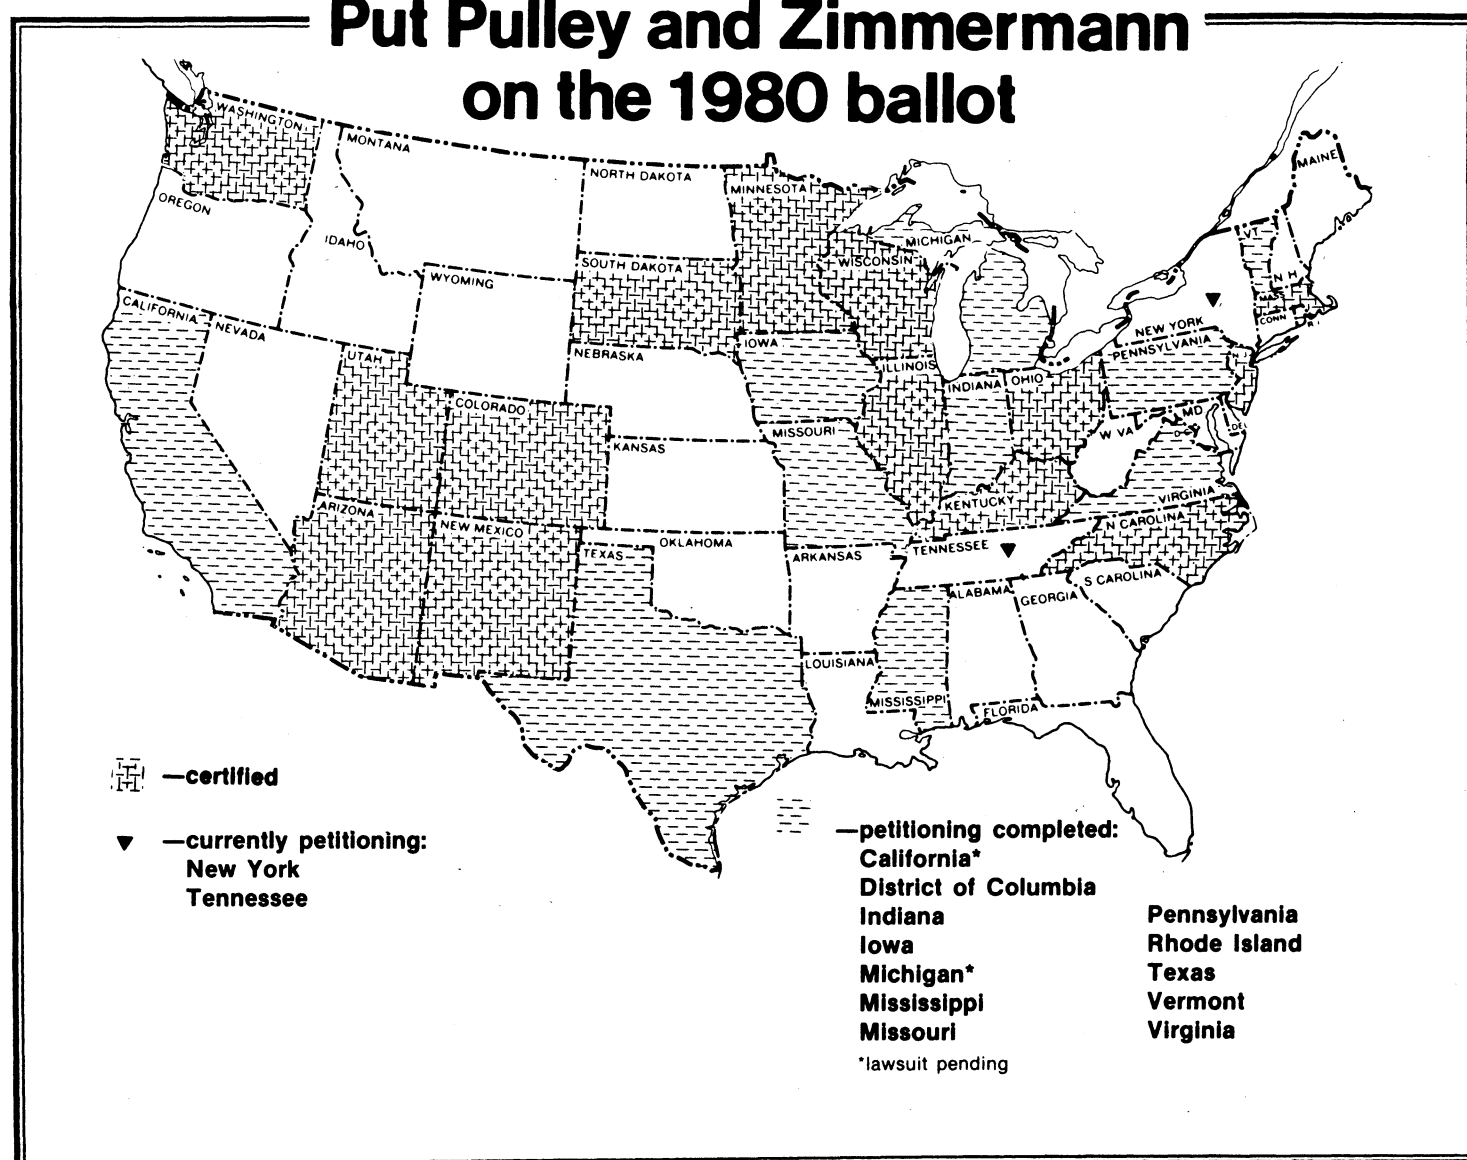 Put Pulley and Zimmermann
on the 1980 ballot
WASHINGTON
MONTANA
NORTH DAKOTA
MINNESOTA
MAINE
OREGON
IDAHO
WYOMING
SOUTH DAKOTA
WISCONSIN
MICHIGAN
VT
N H
MAS
CONN
R I
NEW YORK
CALIFORNIA
NEVADA
UTAH
COLORADO
NEBRASKA
IOWA
ILLINOIS
INDIANA
OHIO
PENNSYLVANIA
N J
MD
DEL
D C
W VA
KANSAS
MISSOURI
KENTUCKY
VIRGINIA
ARIZONA
NEW MEXICO
TEXAS
OKLAHOMA
ARKANSAS
TENNESSEE
N CAROLINA
S CAROLINA
ALABAMA
GEORGIA
LOUISIANA
MISSISSIPPI
FLORIDA
—certified
—currently petitioning:
New York
Tennessee
—petitioning completed:
California*
District of Columbia
Indiana
Iowa
Michigan*
Mississippi
Missouri
Pennsylvania
Rhode Island
Texas
Vermont
Virginia
*lawsuit pending